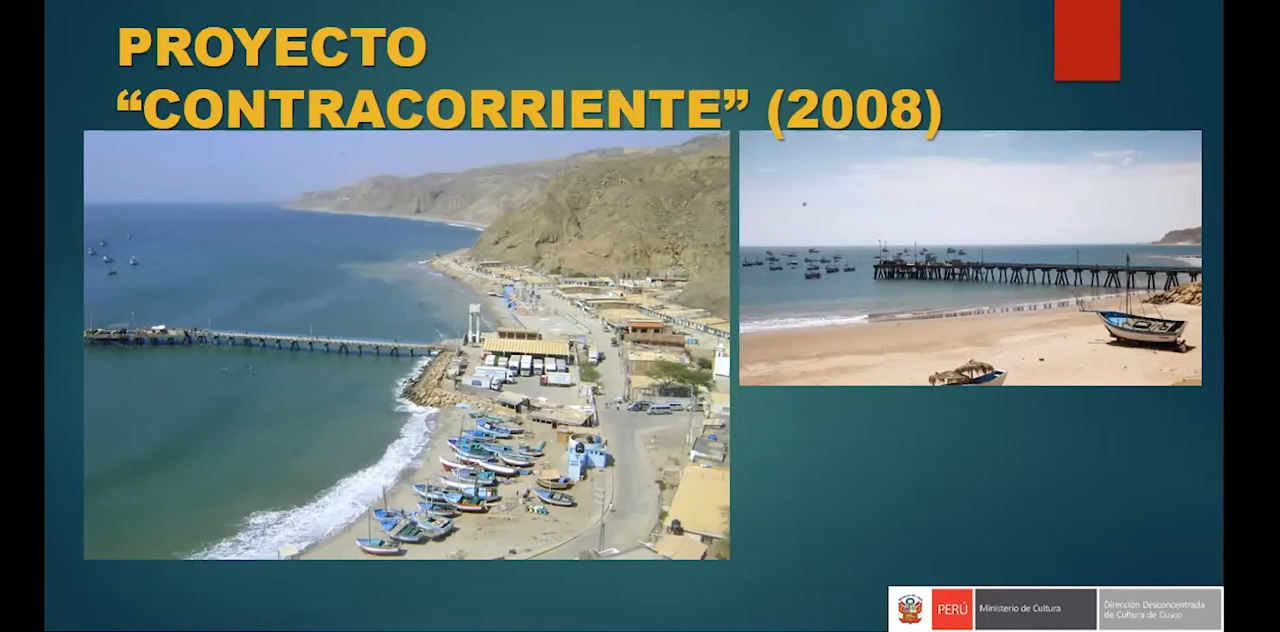 PROYECTO
“CONTRACORRIENTE” (2008)
PERÚ
Ministerio de Cultura
Dirección Desconcentrada
de Cultura de Cusco